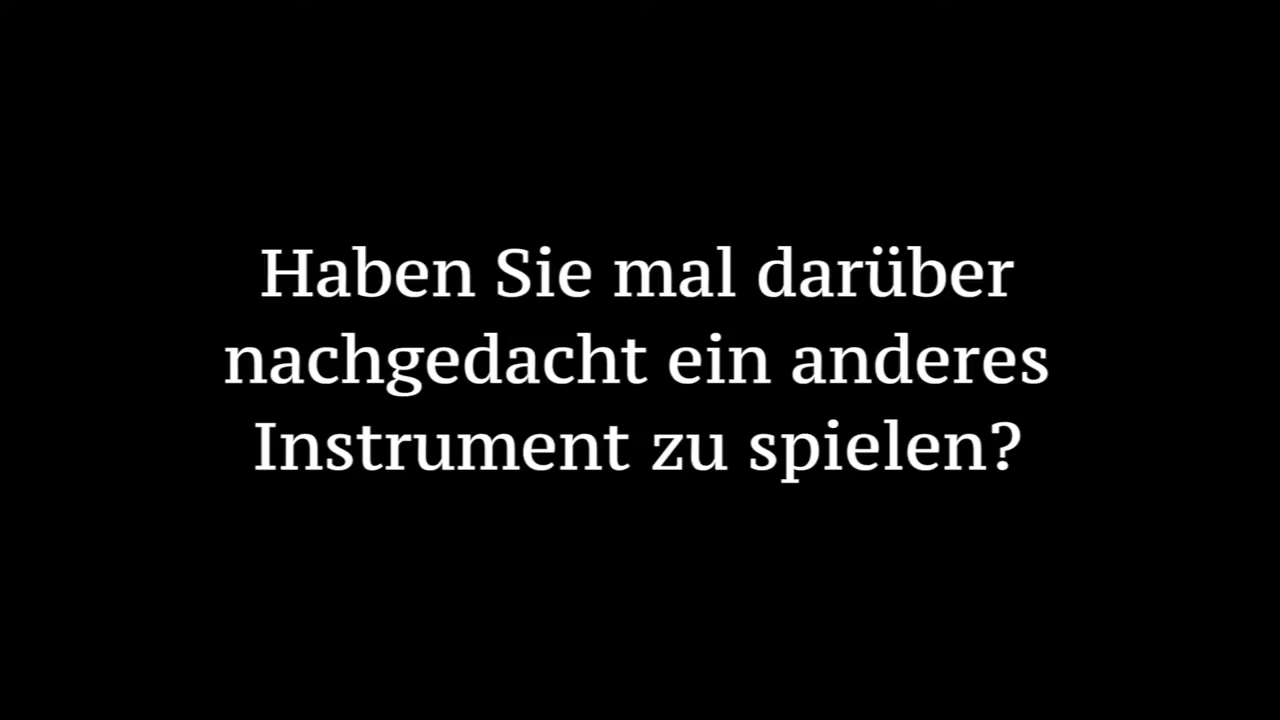 Haben Sie mal darüber
nachgedacht ein anderes
Instrument zu spielen?